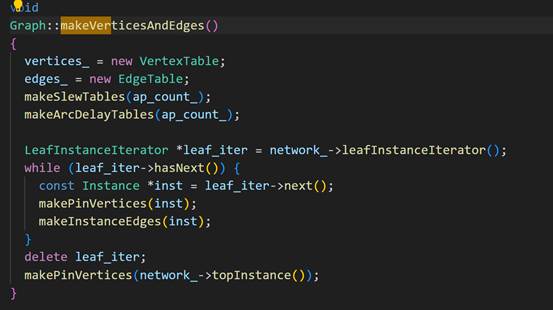 void
Graph::makeVerticesAndEdges()
{
  vertices_ = new VertexTable;
  edges_ = new EdgeTable;
  makeSlewTables(ap_count_);
  makeArcDelayTables(ap_count_);

  LeafInstanceIterator *leaf_iter = network_->leafInstanceIterator();
  while (leaf_iter->hasNext()) {
    const Instance *inst = leaf_iter->next();
    makePinVertices(inst);
    makeInstanceEdges(inst);
  }
  delete leaf_iter;
  makePinVertices(network_->topInstance());
}